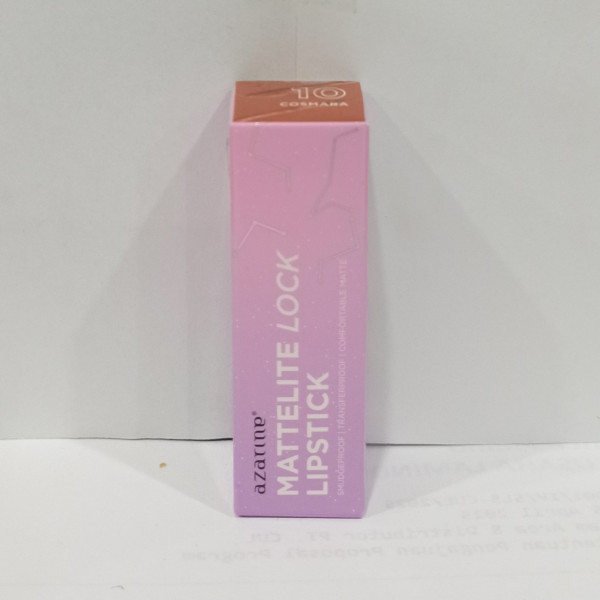 10
COSMARA
azarine®
MATTELITE LOCK
LIPSTICK
SMUDGEPROOF | TRANSFERPROOF | COMFORTABLE MATTE